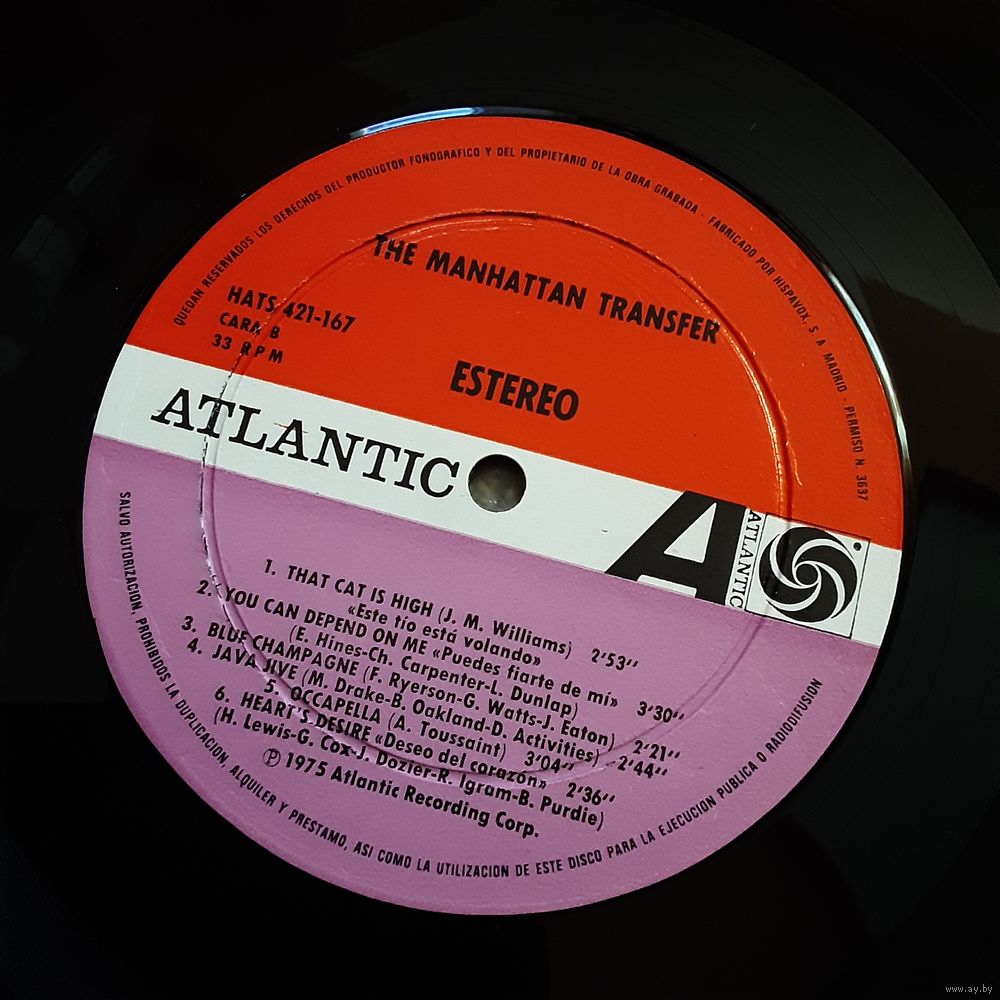 QUEDAN RESERVADOS LOS DERECHOS DEL PRODUCTOR FONOGRAFICO Y DEL PROPIETARIO DE LA OBRA GRABADA - FABRICADO POR HISPAVOX, S. A MADRID - PERMISO N. 3637
THE MANHATTAN TRANSFER
HATS 421-167
CARA B
33 RPM
ESTEREO
ATLANTIC
A
ATLANTIC
1. THAT CAT IS HIGH (J. M. Williams)
«Este tío está volando» 2'53''
2. YOU CAN DEPEND ON ME «Puedes fiarte de mi»
(E. Hines-Ch. Carpenter-L. Dunlap) 3'30''
3. BLUE CHAMPAGNE (F. Ryerson-G. Watts-J. Eaton) 2'21''
4. JAVA JIVE (M. Drake-B. Oakland-D. Activities) 2'44''
5. OCCAPELLA (A. Toussaint) 3'04''
6. HEART'S DESIRE «Deseo del corazón» 2'36''
(H. Lewis-G. Cox-J. Dozier-R. Igram-B. Purdie)
℗ 1975 Atlantic Recording Corp.
SALVO AUTORIZACION, PROHIBIDOS LA DUPLICACION, ALQUILER Y PRESTAMO, ASI COMO LA UTILIZACION DE ESTE DISCO PARA LA EJECUCION PUBLICA O RADIODIFUSION
www.ay.by